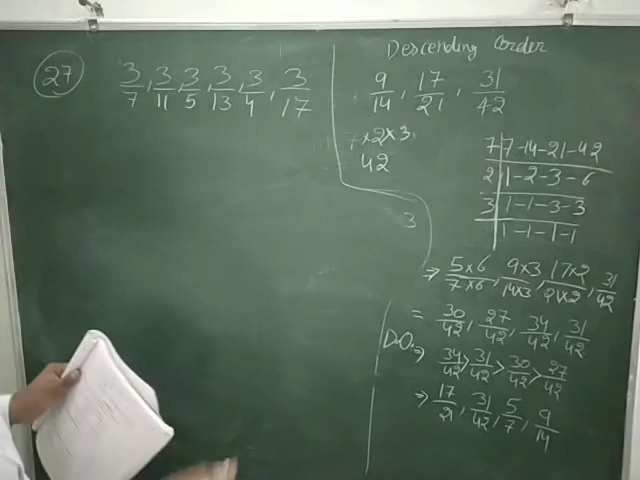 27 3/7, 3/11, 3/5, 3/13, 3/4, 3/17
Descending order
9/14, 17/21, 31/42
7×2×3
42
3
7 | 7-14-21-42
2 | 1-2-3-6
3 | 1-1-3-3
1-1-1-1
⇒ 5×6/7×6, 9×3/14×3, 17×2/21×2, 31/42
= 30/42, 27/42, 34/42, 31/42
D.O ⇒ 34/42 > 31/42 > 30/42 > 27/42
⇒ 17/21, 31/42, 5/7, 9/14